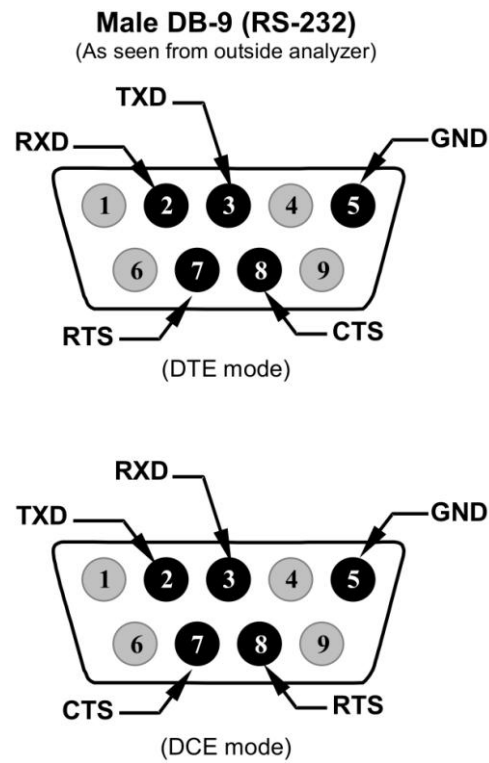 Male DB-9 (RS-232)
(As seen from outside analyzer)
TXD
RXD
GND
1 2 3 4 5
6 7 8 9
RTS
CTS
(DTE mode)
RXD
TXD
GND
1 2 3 4 5
6 7 8 9
CTS
RTS
(DCE mode)